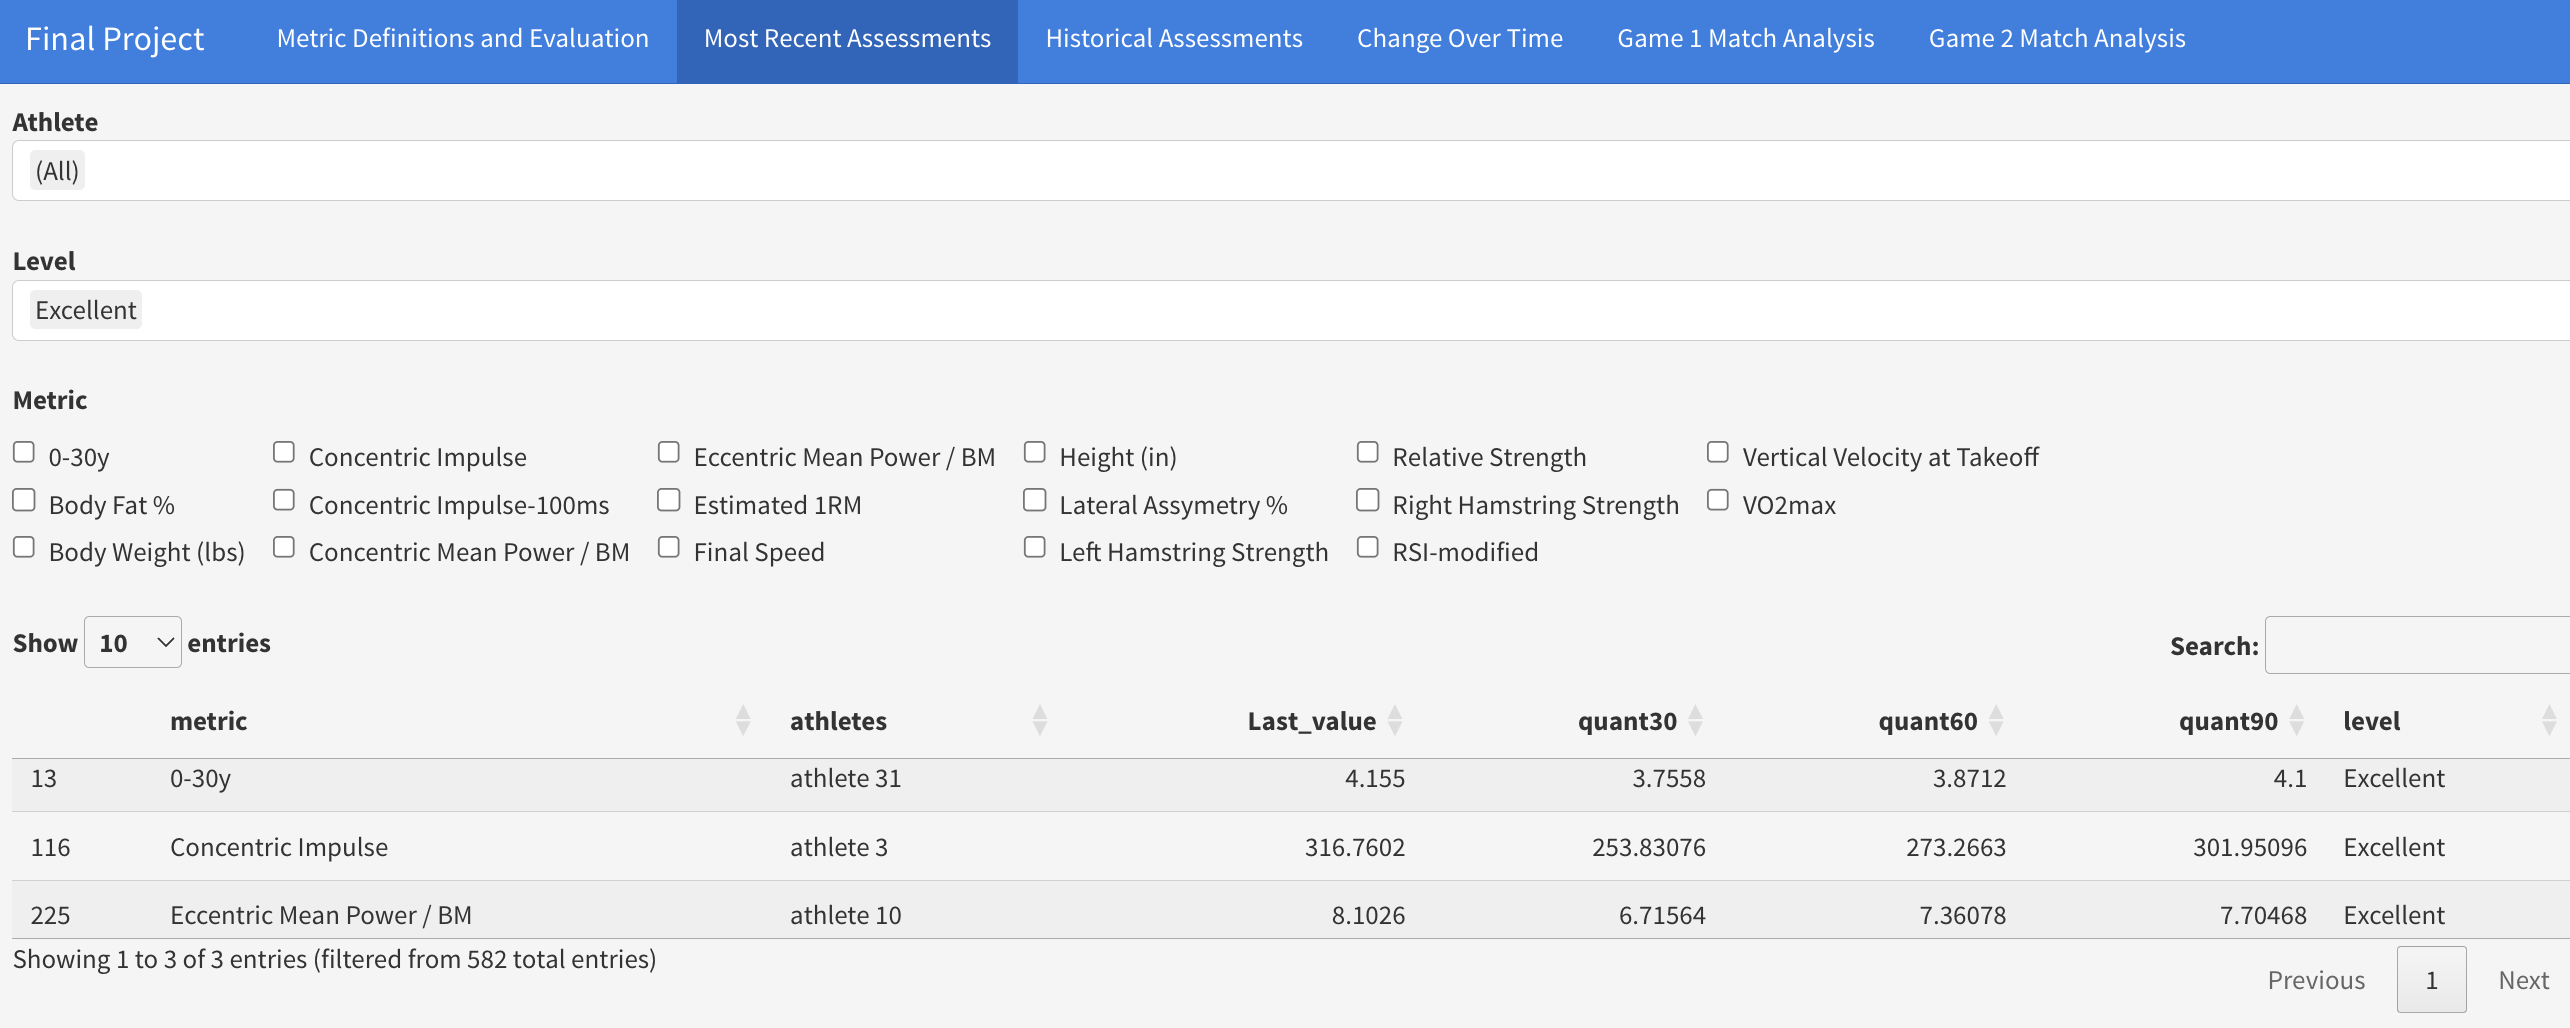 Final Project Metric Definitions and Evaluation Most Recent Assessments Historical Assessments Change Over Time Game 1 Match Analysis Game 2 Match Analysis
Athlete
(All)
Level
Excellent
Metric
0-30y Concentric Impulse Eccentric Mean Power / BM Height (in) Relative Strength Vertical Velocity at Takeoff
Body Fat % Concentric Impulse-100ms Estimated 1RM Lateral Assymetry % Right Hamstring Strength VO2max
Body Weight (lbs) Concentric Mean Power / BM Final Speed Left Hamstring Strength RSI-modified
Show 10 entries Search:
metric athletes Last_value quant30 quant60 quant90 level
13 0-30y athlete 31 4.155 3.7558 3.8712 4.1 Excellent
116 Concentric Impulse athlete 3 316.7602 253.83076 273.2663 301.95096 Excellent
225 Eccentric Mean Power / BM athlete 10 8.1026 6.71564 7.36078 7.70468 Excellent
Showing 1 to 3 of 3 entries (filtered from 582 total entries)
Previous 1 Next